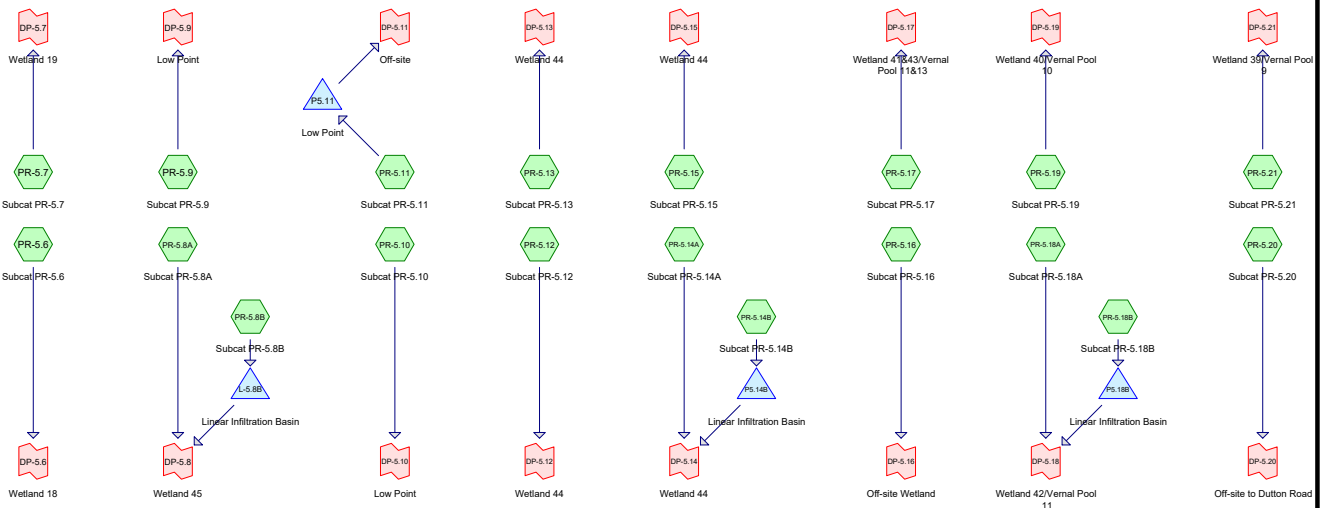 DP-5.7
DP-5.9
DP-5.11
DP-5.13
DP-5.15
DP-5.17
DP-5.19
DP-5.21
Wetland 19
Low Point
Off-site
Wetland 44
Wetland 44
Wetland 41&43/Vernal
Pool 11&13
Wetland 40/Vernal Pool
10
Wetland 39/Vernal Pool
9
P5.11
Low Point
PR-5.7
PR-5.9
PR-5.11
PR-5.13
PR-5.15
PR-5.17
PR-5.19
PR-5.21
Subcat PR-5.7
Subcat PR-5.9
Subcat PR-5.11
Subcat PR-5.13
Subcat PR-5.15
Subcat PR-5.17
Subcat PR-5.19
Subcat PR-5.21
PR-5.6
PR-5.8A
PR-5.10
PR-5.12
PR-5.14A
PR-5.16
PR-5.18A
PR-5.20
Subcat PR-5.6
Subcat PR-5.8A
Subcat PR-5.10
Subcat PR-5.12
Subcat PR-5.14A
Subcat PR-5.16
Subcat PR-5.18A
Subcat PR-5.20
PR-5.8B
PR-5.14B
PR-5.18B
Subcat PR-5.8B
Subcat PR-5.14B
Subcat PR-5.18B
L-5.8B
P5.14B
P5.18B
Linear Infiltration Basin
Linear Infiltration Basin
Linear Infiltration Basin
DP-5.6
DP-5.8
DP-5.10
DP-5.12
DP-5.14
DP-5.16
DP-5.18
DP-5.20
Wetland 18
Wetland 45
Low Point
Wetland 44
Wetland 44
Off-site Wetland
Wetland 42/Vernal Pool
11
Off-site to Dutton Road